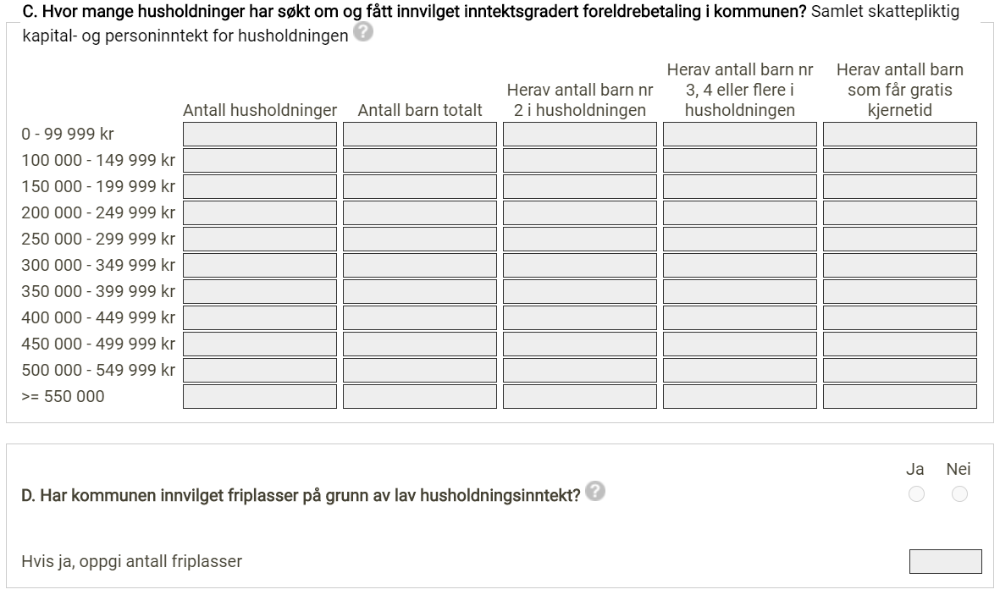 C. Hvor mange husholdninger har søkt om og fått innvilget inntektsgradert foreldrebetaling i kommunen? Samlet skattepliktig
kapital- og personinntekt for husholdningen ?
Antall husholdninger
Antall barn totalt
Herav antall barn nr
2 i husholdningen
Herav antall barn nr
3, 4 eller flere i
husholdningen
Herav antall barn
som får gratis
kjernetid
0 - 99 999 kr
100 000 - 149 999 kr
150 000 - 199 999 kr
200 000 - 249 999 kr
250 000 - 299 999 kr
300 000 - 349 999 kr
350 000 - 399 999 kr
400 000 - 449 999 kr
450 000 - 499 999 kr
500 000 - 549 999 kr
>= 550 000
Ja Nei
D. Har kommunen innvilget friplasser på grunn av lav husholdningsinntekt? ?
Hvis ja, oppgi antall friplasser